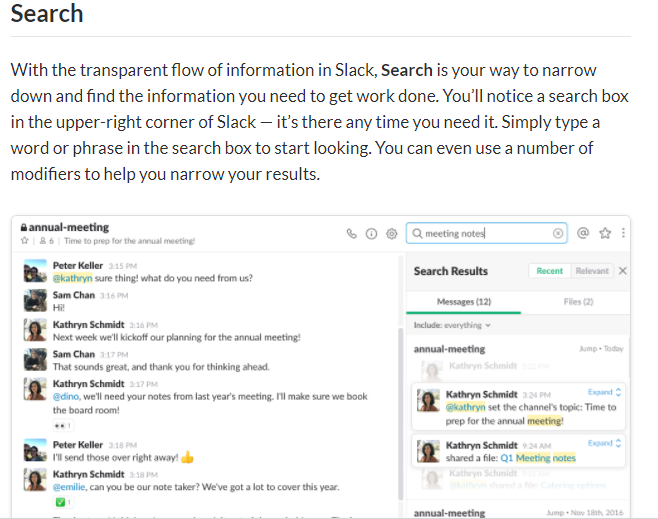 Search
With the transparent flow of information in Slack, Search is your way to narrow
down and find the information you need to get work done. You’ll notice a search box
in the upper-right corner of Slack — it’s there any time you need it. Simply type a
word or phrase in the search box to start looking. You can even use a number of
modifiers to help you narrow your results.
annual-meeting
6 | Time to prep for the annual meeting!
meeting notes
Peter Keller 3:15 PM
@kathryn sure thing! what do you need from us?
Sam Chan 3:16 PM
Hi!
Kathryn Schmidt 3:16 PM
Next week we'll kickoff our planning for the annual meeting!
Sam Chan 3:17 PM
That sounds great, and thank you for thinking ahead.
Kathryn Schmidt 3:17 PM
@dino, we'll need your notes from last year's meeting. I'll make sure we book
the board room!
1
Peter Keller 3:18 PM
I'll send those over right away! 👍
Kathryn Schmidt 3:18 PM
@emilie, can you be our note taker? We've got a lot to cover this year.
✅ 1
Search Results Recent Relevant
Messages (12) Files (2)
Include: everything
annual-meeting Jump • Today
Kathryn Schmidt
Kathryn Schmidt 3:24 PM Expand
@kathryn set the channel's topic: Time to
prep for the annual meeting!
Kathryn Schmidt 9:24 AM Expand
shared a file: Q1 Meeting notes
Kathryn Schmidt
@kathryn shared a file: Catering options
annual-meeting Jump • Nov 18th, 2016